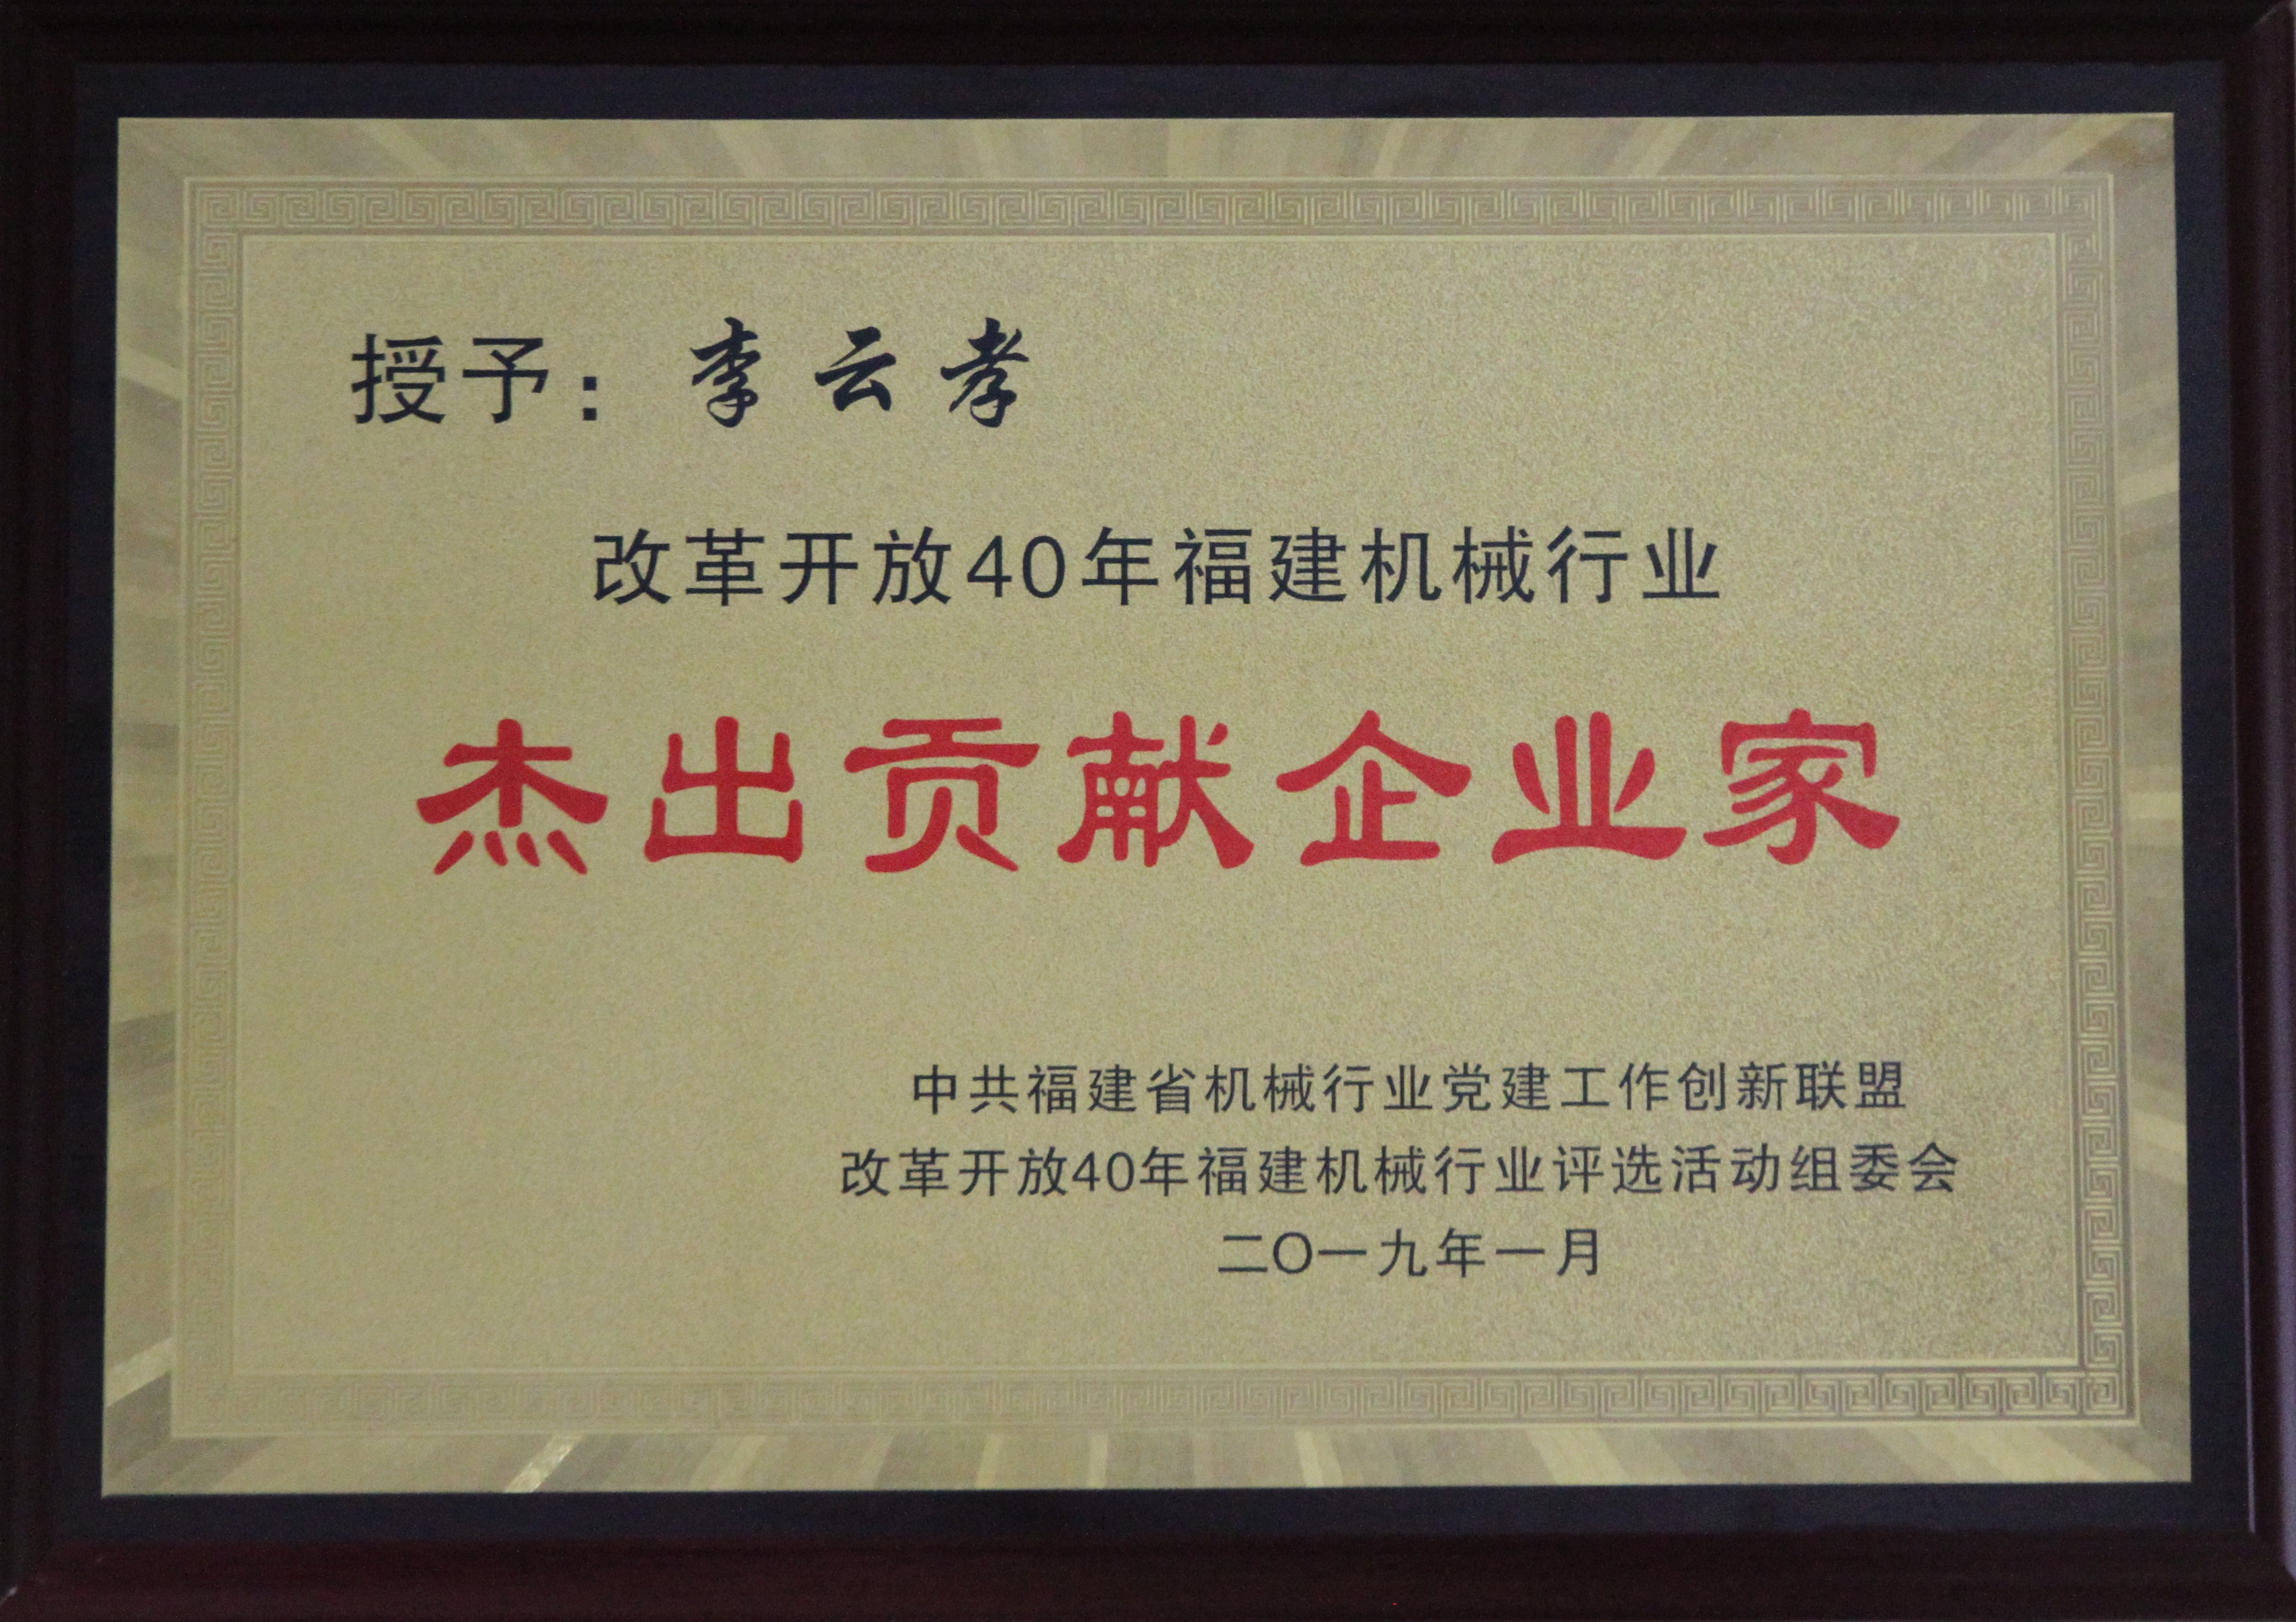 授予：李云孝
改革开放40年福建机械行业
杰出贡献企业家
中共福建省机械行业党建工作创新联盟
改革开放40年福建机械行业评选活动组委会
二〇一九年一月